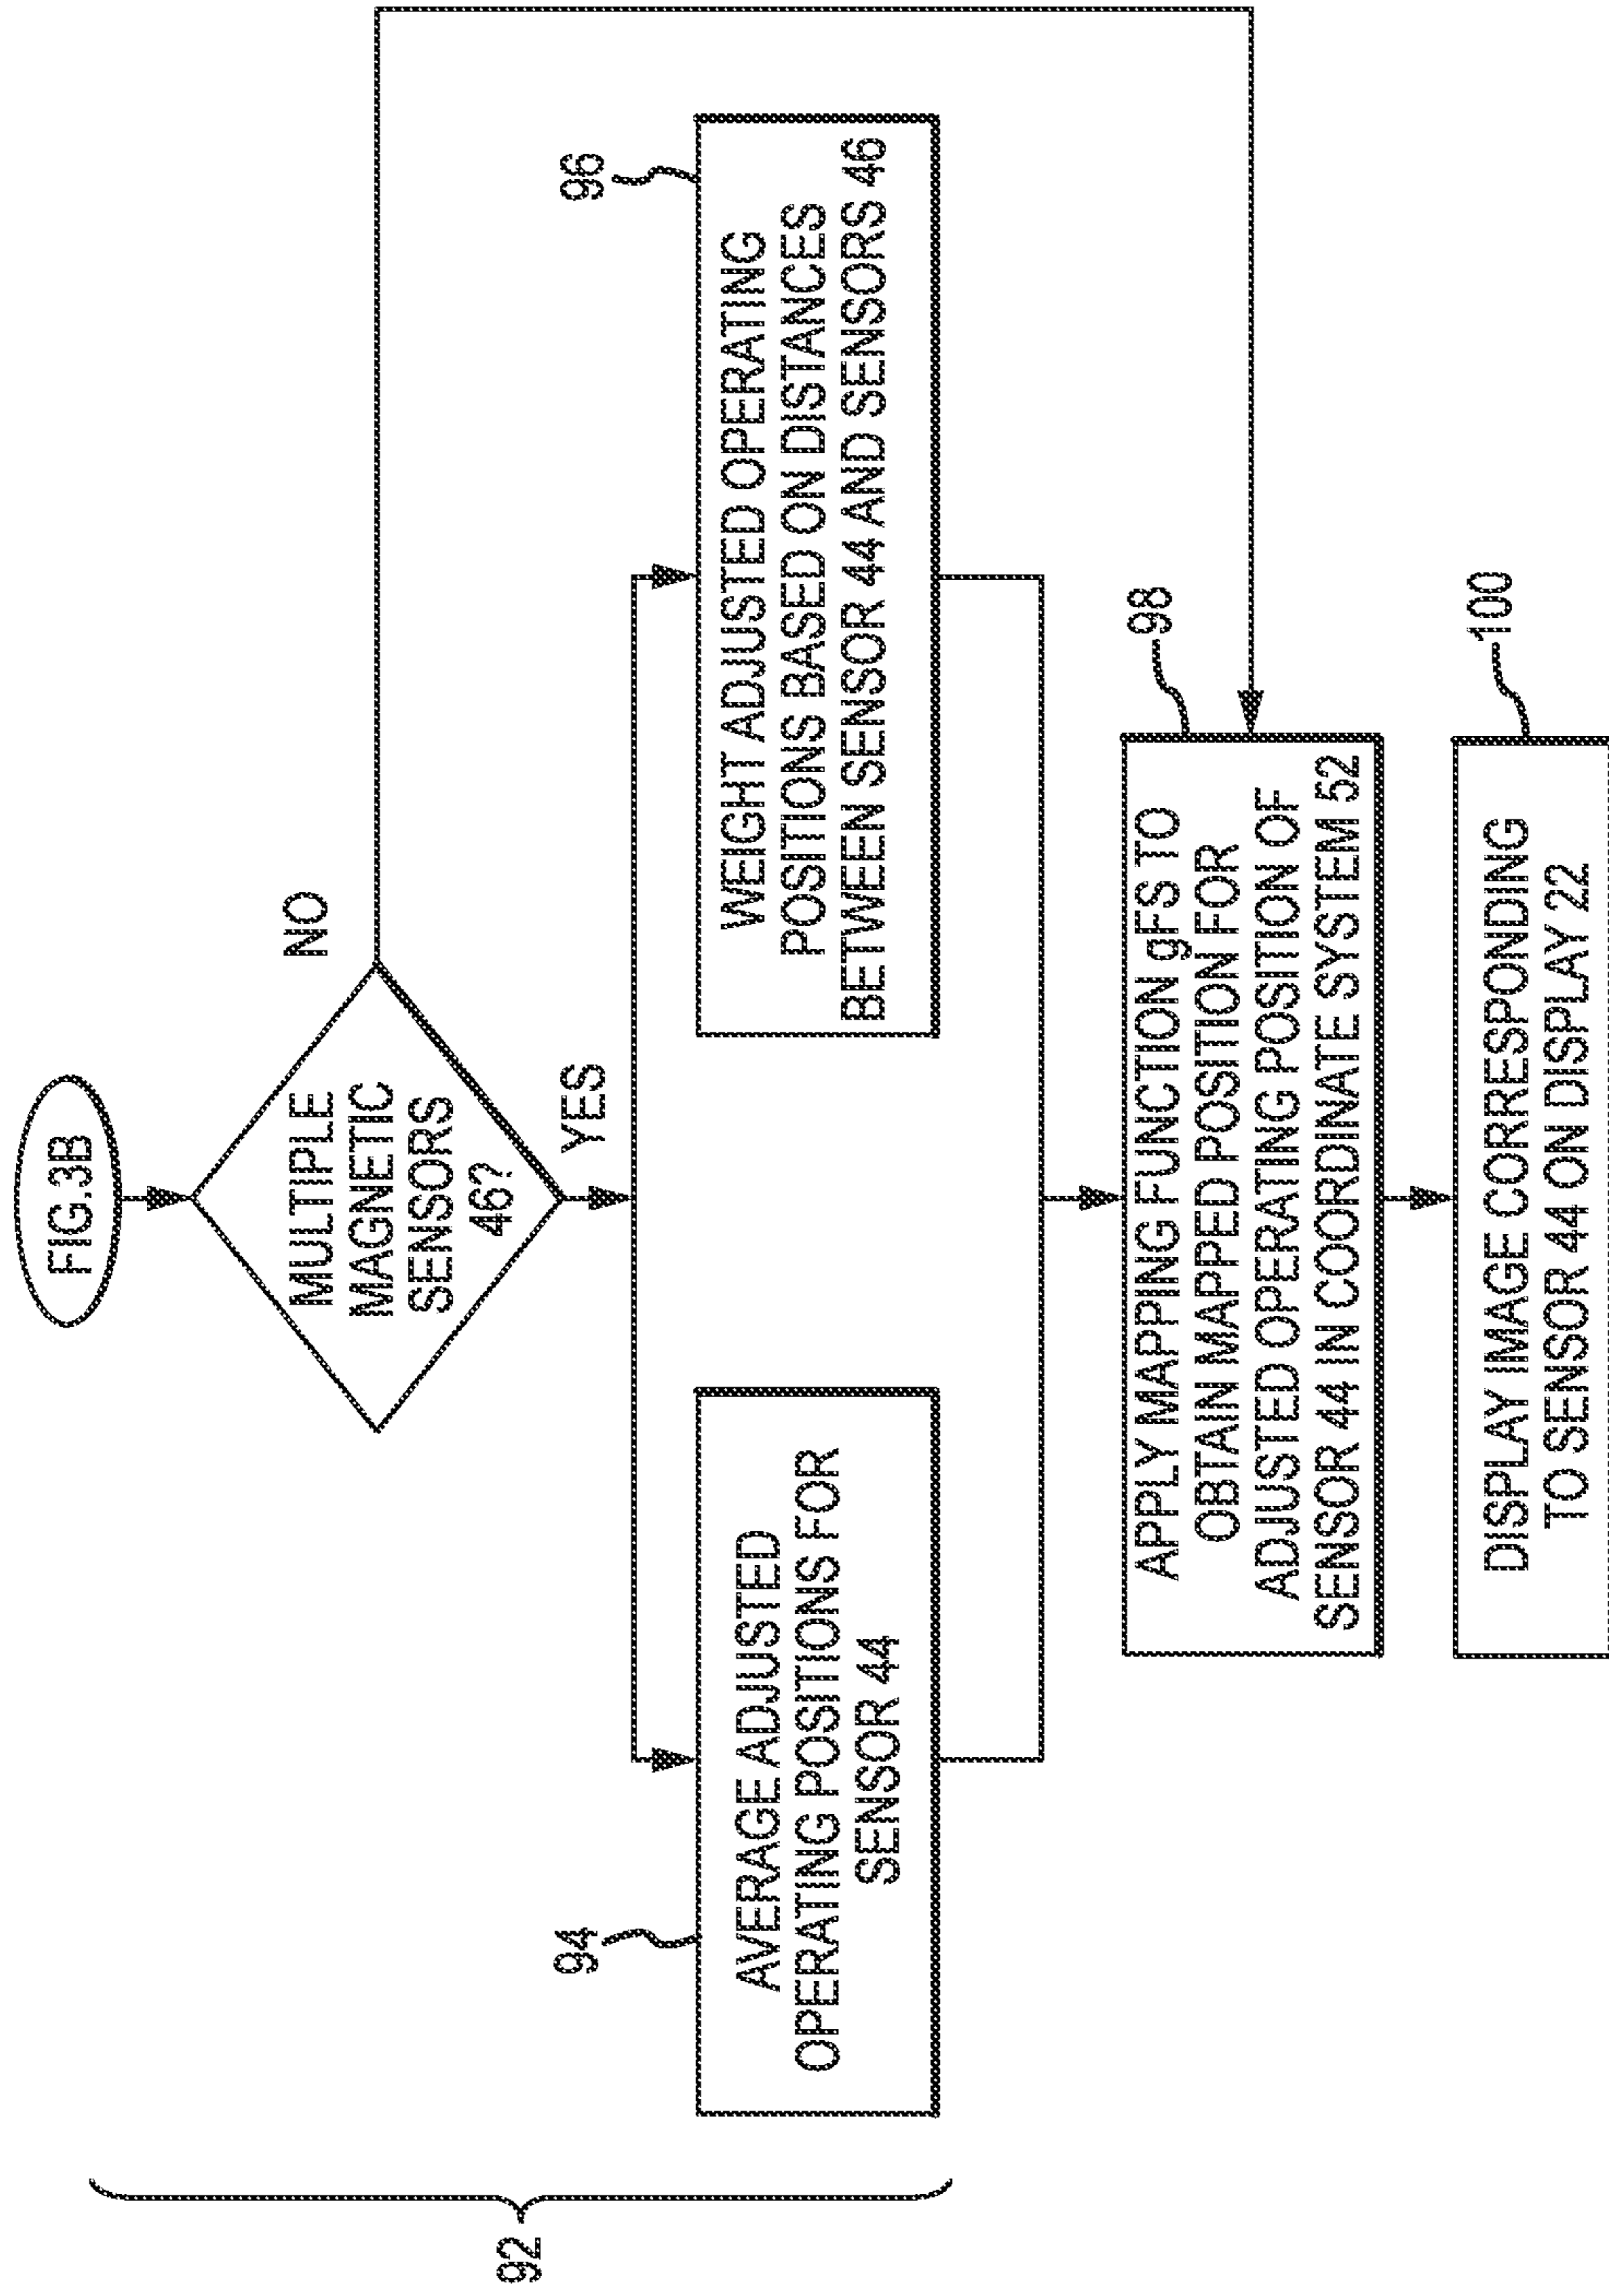 FIG.3B
MULTIPLE
MAGNETIC
SENSORS
46?
NO
YES
92
94
AVERAGE ADJUSTED
OPERATING POSITIONS FOR
SENSOR 44
96
WEIGHT ADJUSTED OPERATING
POSITIONS BASED ON DISTANCES
BETWEEN SENSOR 44 AND SENSORS 46
98
APPLY MAPPING FUNCTION gFS TO
OBTAIN MAPPED POSITION FOR
ADJUSTED OPERATING POSITION OF
SENSOR 44 IN COORDINATE SYSTEM 52
100
DISPLAY IMAGE CORRESPONDING
TO SENSOR 44 ON DISPLAY 22